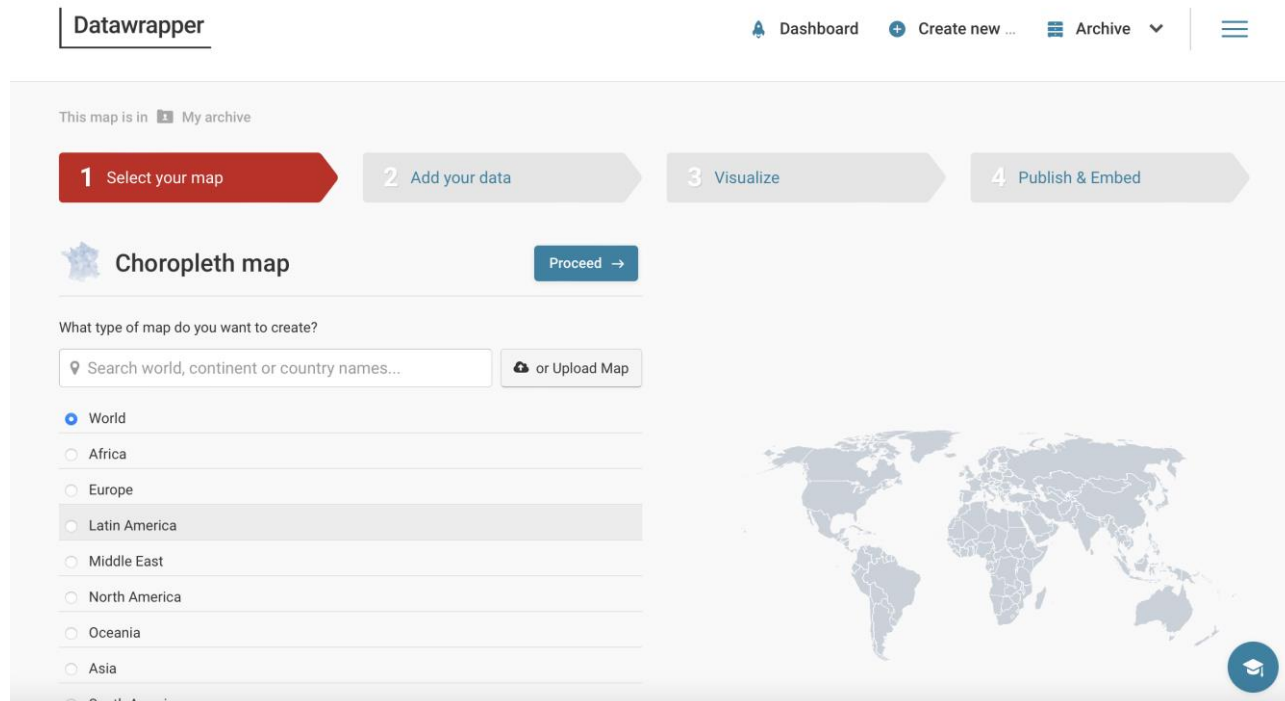 Datawrapper
Dashboard Create new ... Archive
This map is in My archive
1 Select your map 2 Add your data 3 Visualize 4 Publish & Embed
Choropleth map Proceed →
What type of map do you want to create?
Search world, continent or country names... or Upload Map
World
Africa
Europe
Latin America
Middle East
North America
Oceania
Asia